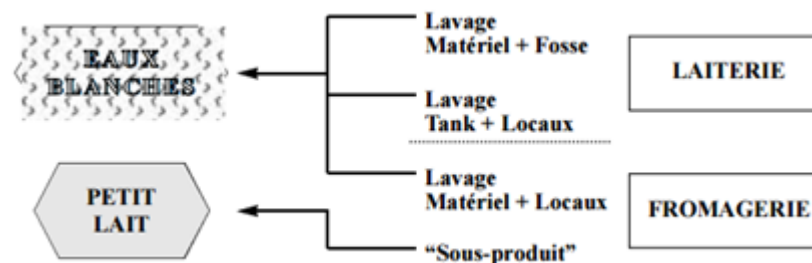 EAUX
BLANCHES
Lavage
Matériel + Fosse
LAITERIE
Lavage
Tank + Locaux
PETIT
LAIT
Lavage
Matériel + Locaux
FROMAGERIE
“Sous-produit”